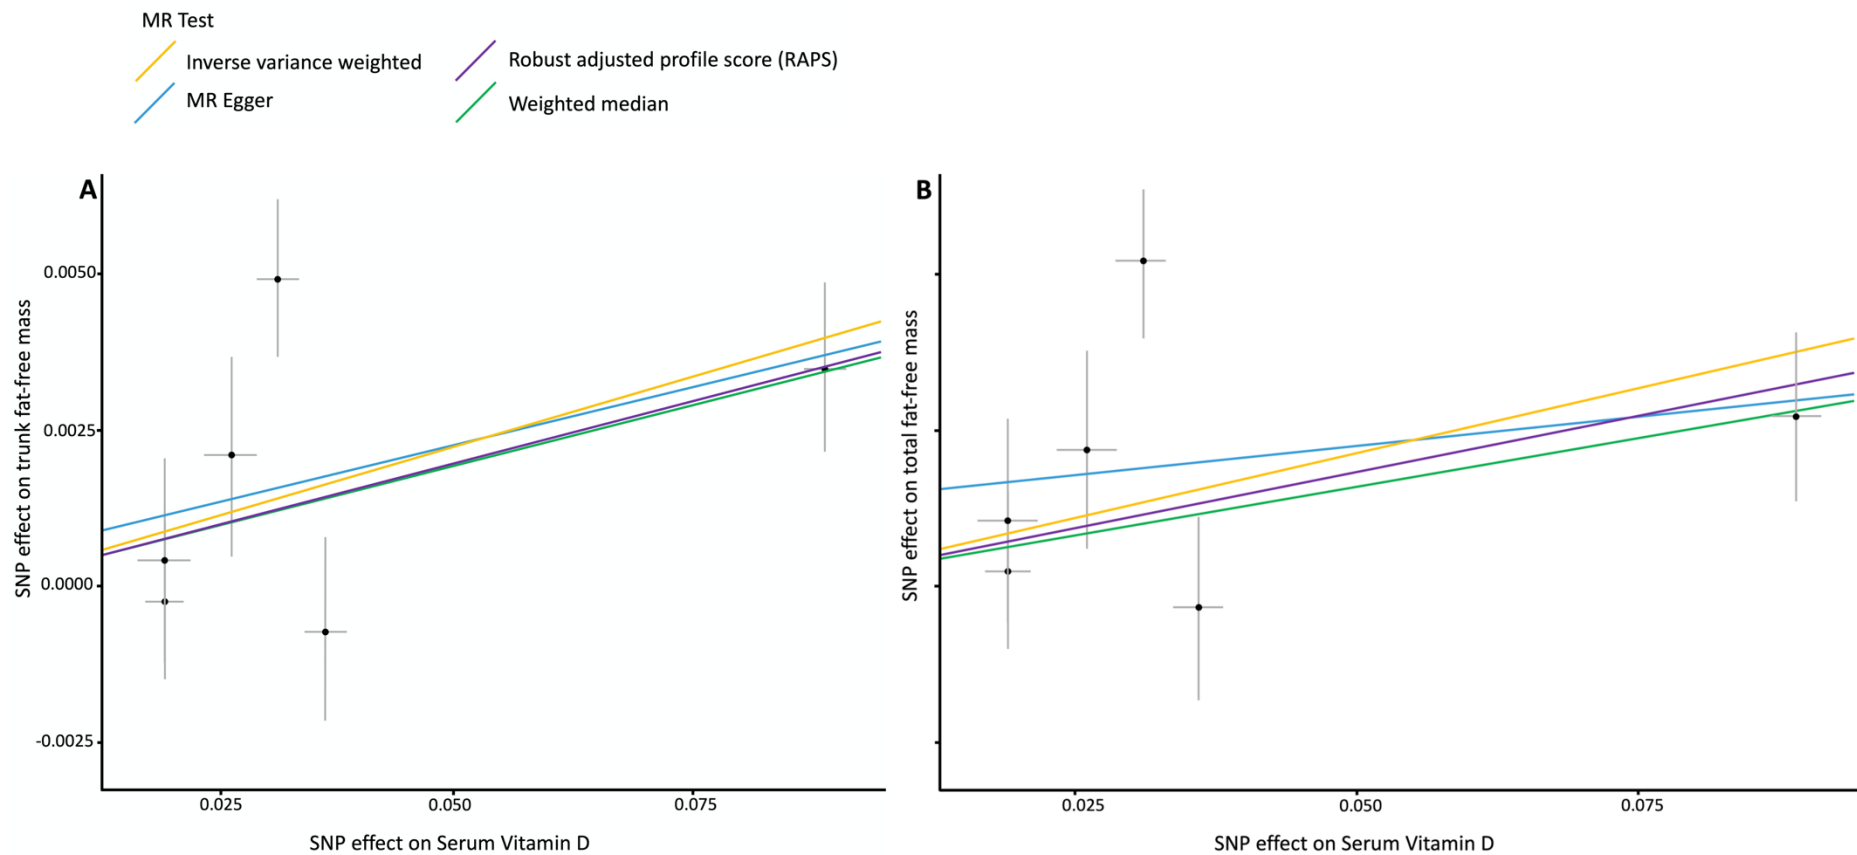 MR Test
Inverse variance weighted
Robust adjusted profile score (RAPS)
MR Egger
Weighted median
A
SNP effect on trunk fat-free mass
0.0050
0.0025
0.0000
-0.0025
0.025
0.050
0.075
SNP effect on Serum Vitamin D
B
SNP effect on total fat-free mass
0.025
0.050
0.075
SNP effect on Serum Vitamin D